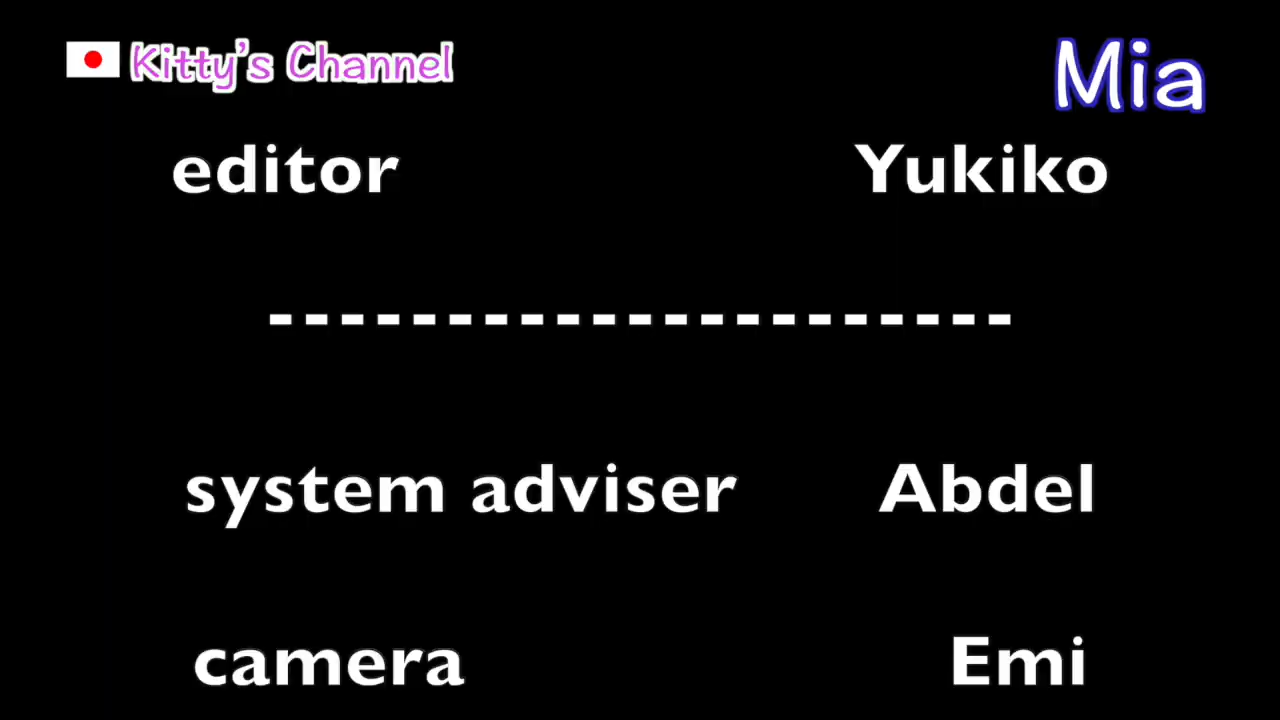 Kitty's Channel
Mia
editor Yukiko
---------------------
system adviser Abdel
camera Emi